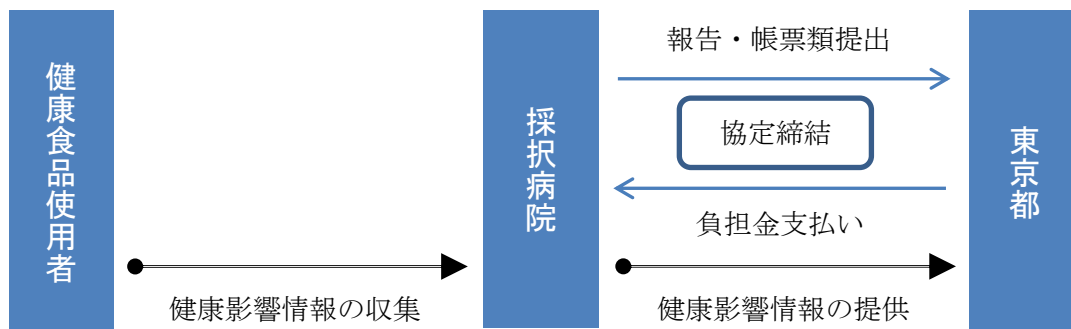 健康食品使用者
採択病院
東京都
報告・帳票類提出
協定締結
負担金支払い
健康影響情報の収集
健康影響情報の提供